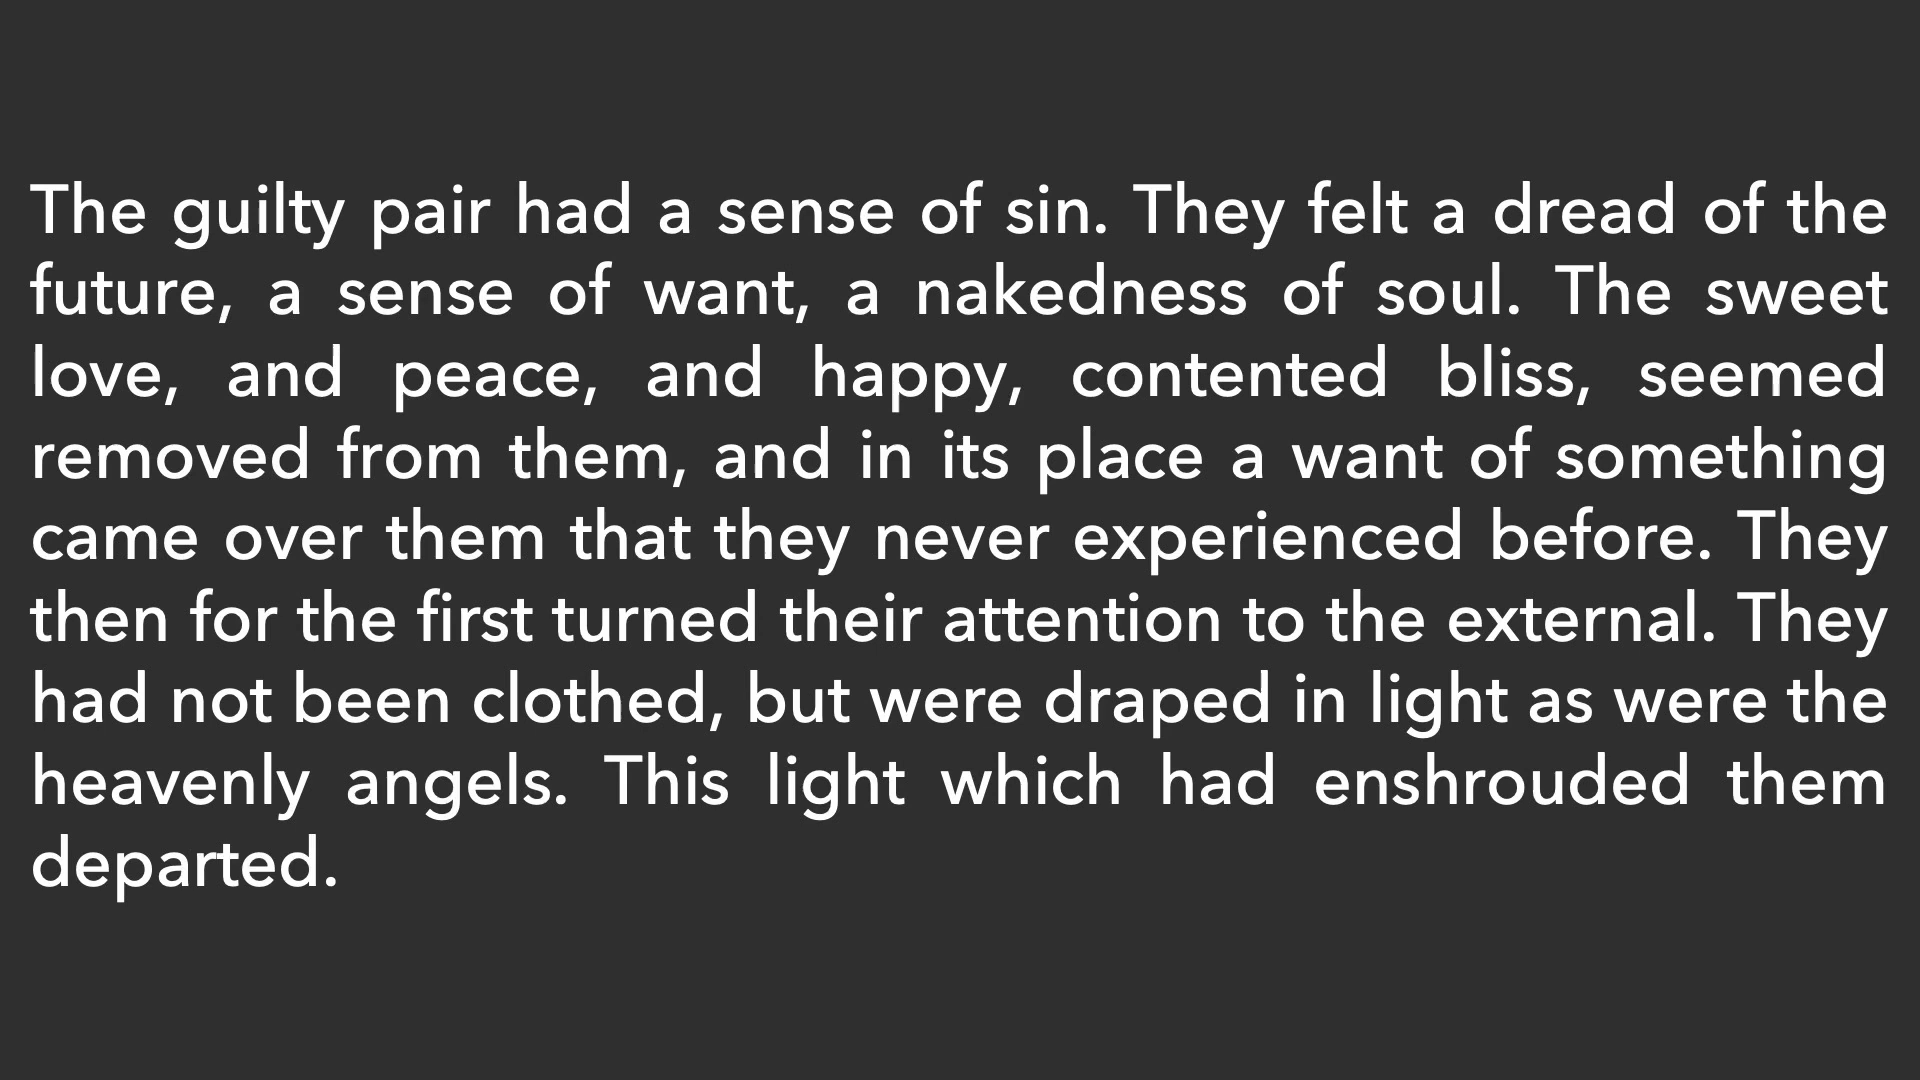 The guilty pair had a sense of sin. They felt a dread of the
future, a sense of want, a nakedness of soul. The sweet
love, and peace, and happy, contented bliss, seemed
removed from them, and in its place a want of something
came over them that they never experienced before. They
then for the first turned their attention to the external. They
had not been clothed, but were draped in light as were the
heavenly angels. This light which had enshrouded them
departed.